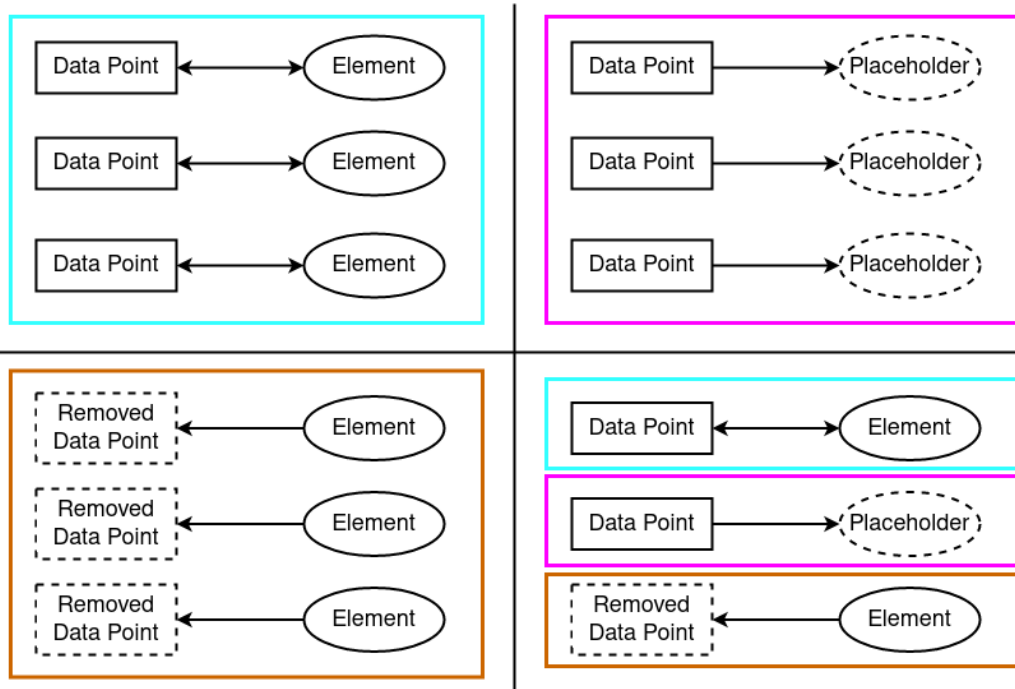 Data Point
Element
Data Point
Element
Data Point
Element
Data Point
Placeholder
Data Point
Placeholder
Data Point
Placeholder
Removed
Data Point
Element
Removed
Data Point
Element
Removed
Data Point
Element
Data Point
Element
Data Point
Placeholder
Removed
Data Point
Element